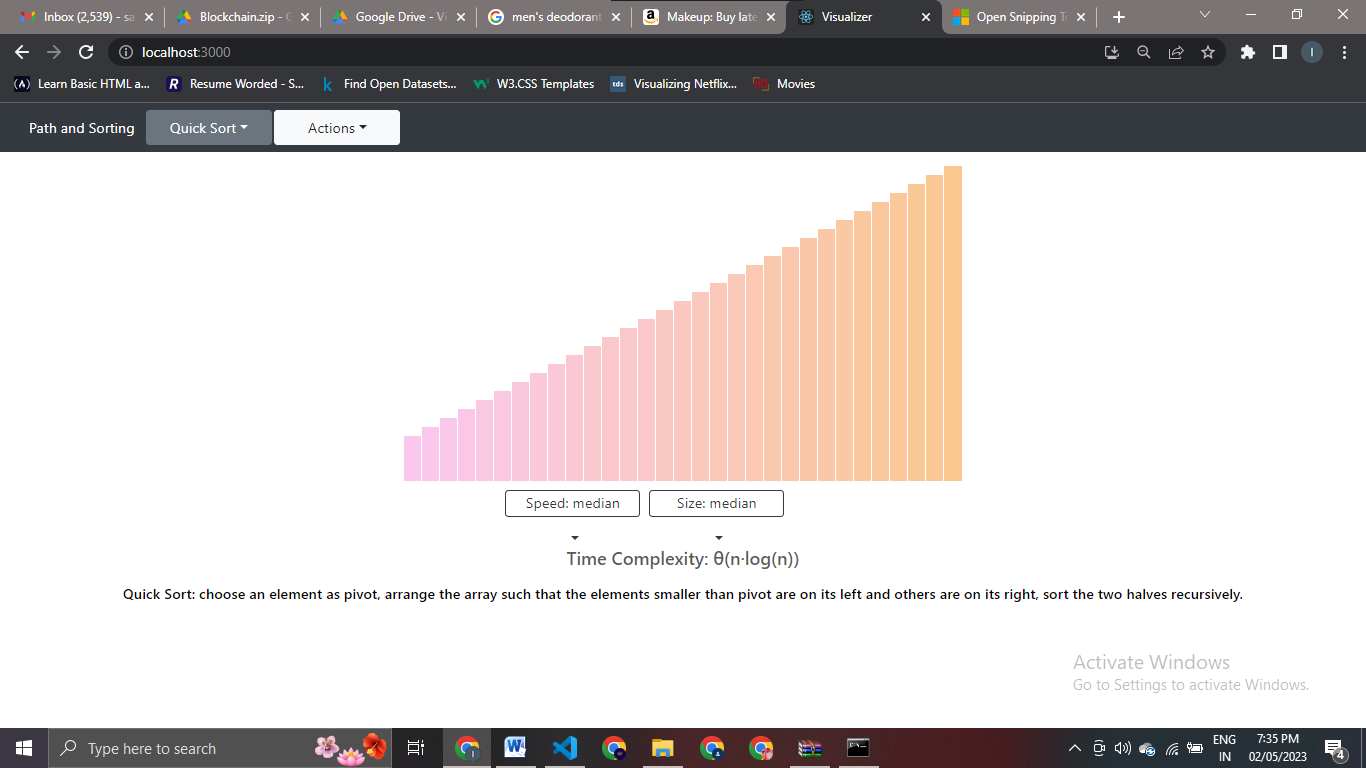 Inbox (2,539) - sa
Blockchain.zip - G
Google Drive - Vi
men's deodorant
Makeup: Buy late
Visualizer
Open Snipping T
localhost:3000
Learn Basic HTML a...
Resume Worded - S...
Find Open Datasets...
W3.CSS Templates
tds
Visualizing Netflix...
Movies
Path and Sorting
Quick Sort
Actions
Speed: median
Size: median
Time Complexity: θ(n·log(n))
Quick Sort: choose an element as pivot, arrange the array such that the elements smaller than pivot are on its left and others are on its right, sort the two halves recursively.
Activate Windows
Go to Settings to activate Windows.
Type here to search
ENG
IN
7:35 PM
02/05/2023
4